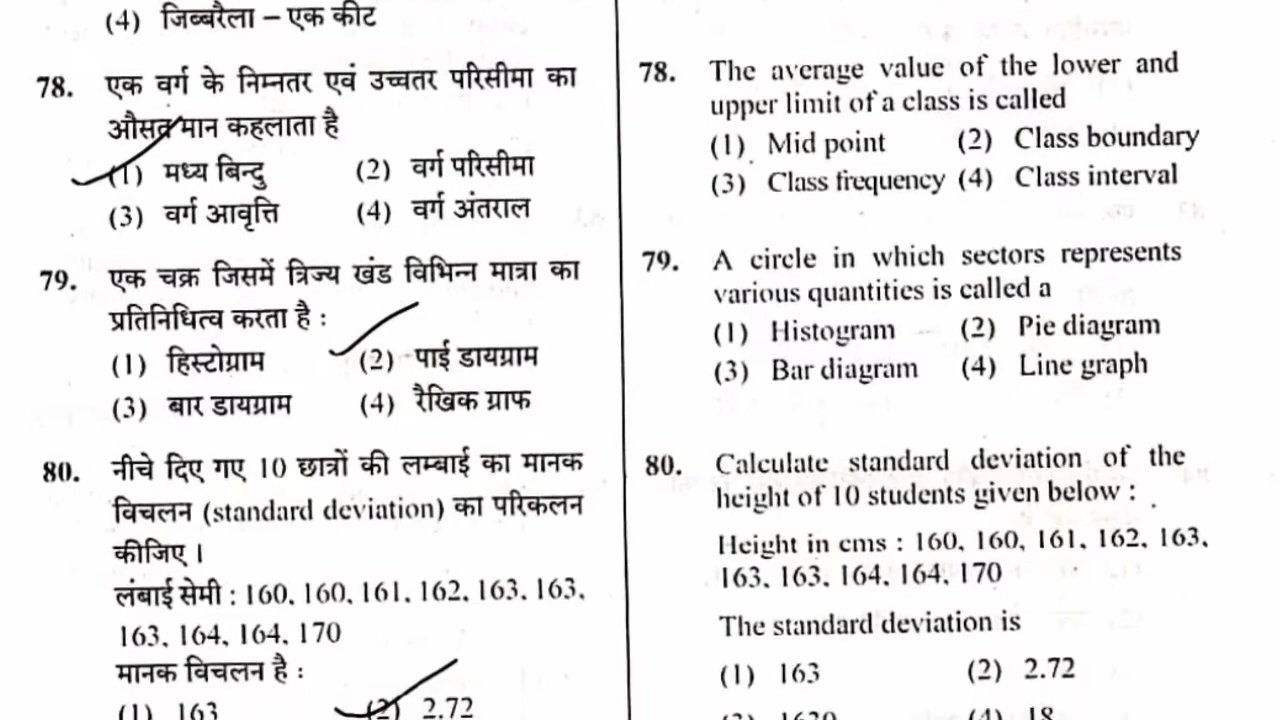 (4) जिब्बरैला – एक कीट
78. एक वर्ग के निम्नतर एवं उच्चतर परिसीमा का
औसत मान कहलाता है
(1) मध्य बिन्दु (2) वर्ग परिसीमा
(3) वर्ग आवृत्ति (4) वर्ग अंतराल
79. एक चक्र जिसमें त्रिज्य खंड विभिन्न मात्रा का
प्रतिनिधित्व करता है :
(1) हिस्टोग्राम (2) पाई डायग्राम
(3) बार डायग्राम (4) रैखिक ग्राफ
80. नीचे दिए गए 10 छात्रों की लम्बाई का मानक
विचलन (standard deviation) का परिकलन
कीजिए ।
लंबाई सेमी : 160, 160, 161, 162, 163, 163,
163, 164, 164, 170
मानक विचलन है :
(1) 163 (2) 2.72
78. The average value of the lower and
upper limit of a class is called
(1) Mid point (2) Class boundary
(3) Class frequency (4) Class interval
79. A circle in which sectors represents
various quantities is called a
(1) Histogram (2) Pie diagram
(3) Bar diagram (4) Line graph
80. Calculate standard deviation of the
height of 10 students given below :
Height in cms : 160, 160, 161, 162, 163,
163, 163, 164, 164, 170
The standard deviation is
(1) 163 (2) 2.72
(3) 1630 (4) 18